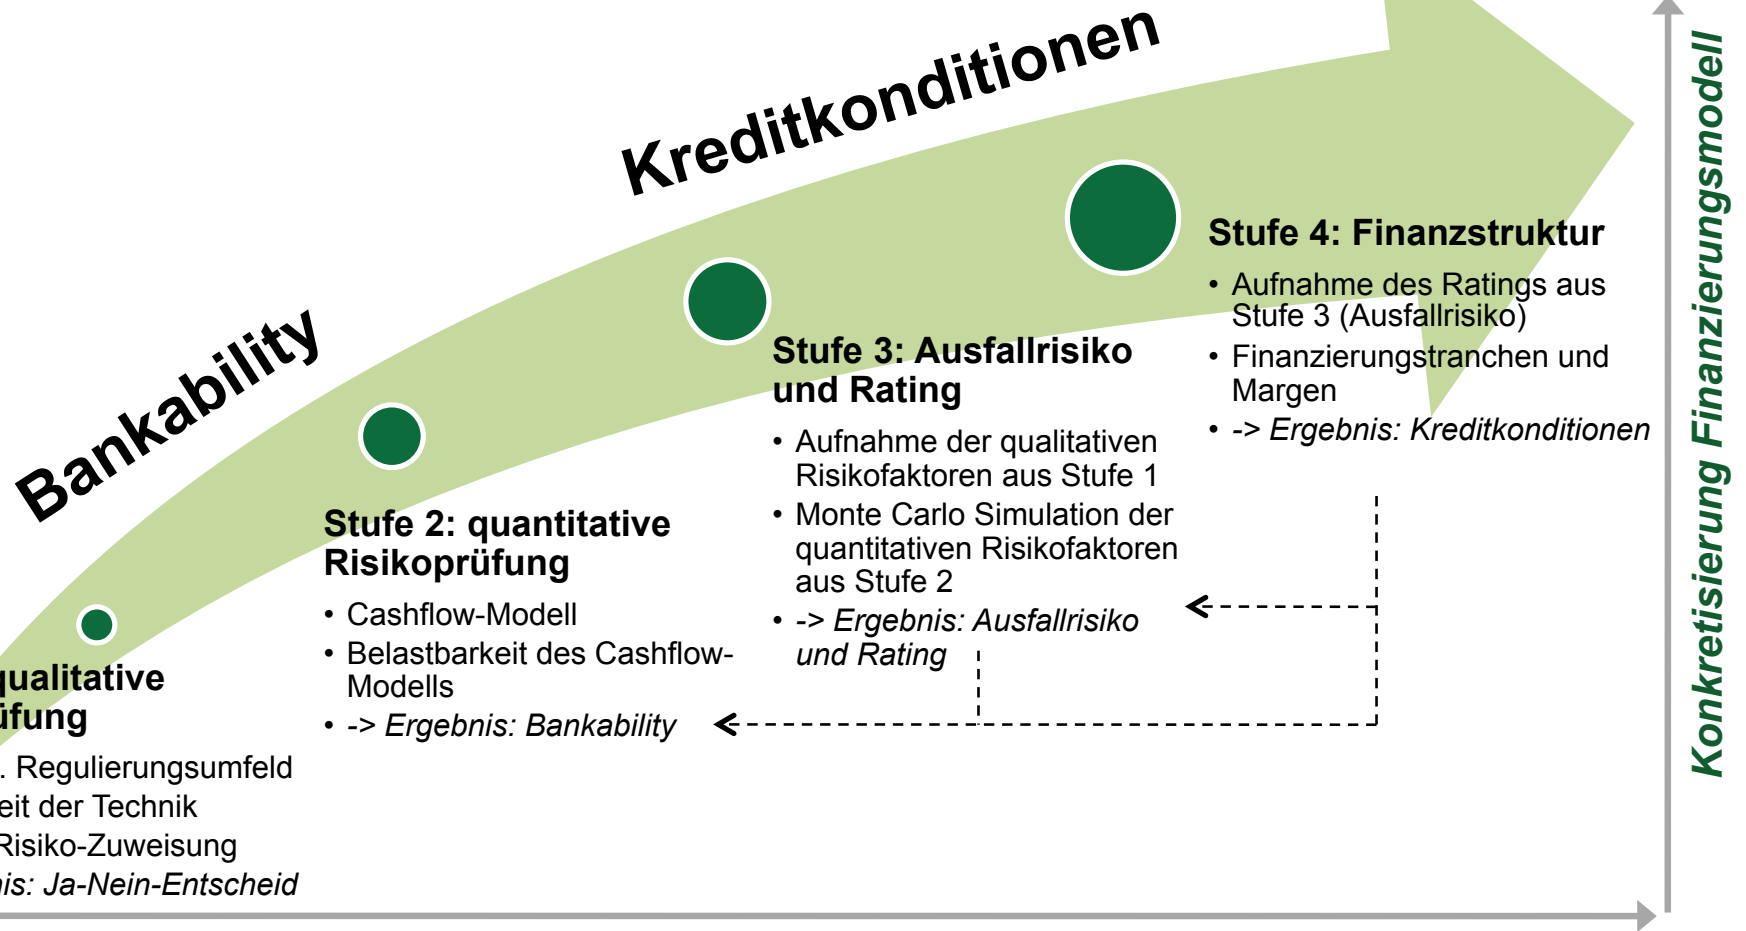 Kreditkonditionen
Bankability
Konkretisierung Finanzierungsmodell
qualitative
üfung
. Regulierungsumfeld
eit der Technik
Risiko-Zuweisung
nis: Ja-Nein-Entscheid
Stufe 2: quantitative
Risikoprüfung
• Cashflow-Modell
• Belastbarkeit des Cashflow-
Modells
• -> Ergebnis: Bankability
Stufe 3: Ausfallrisiko
und Rating
• Aufnahme der qualitativen
Risikofaktoren aus Stufe 1
• Monte Carlo Simulation der
quantitativen Risikofaktoren
aus Stufe 2
• -> Ergebnis: Ausfallrisiko
und Rating
Stufe 4: Finanzstruktur
• Aufnahme des Ratings aus
Stufe 3 (Ausfallrisiko)
• Finanzierungstranchen und
Margen
• -> Ergebnis: Kreditkonditionen